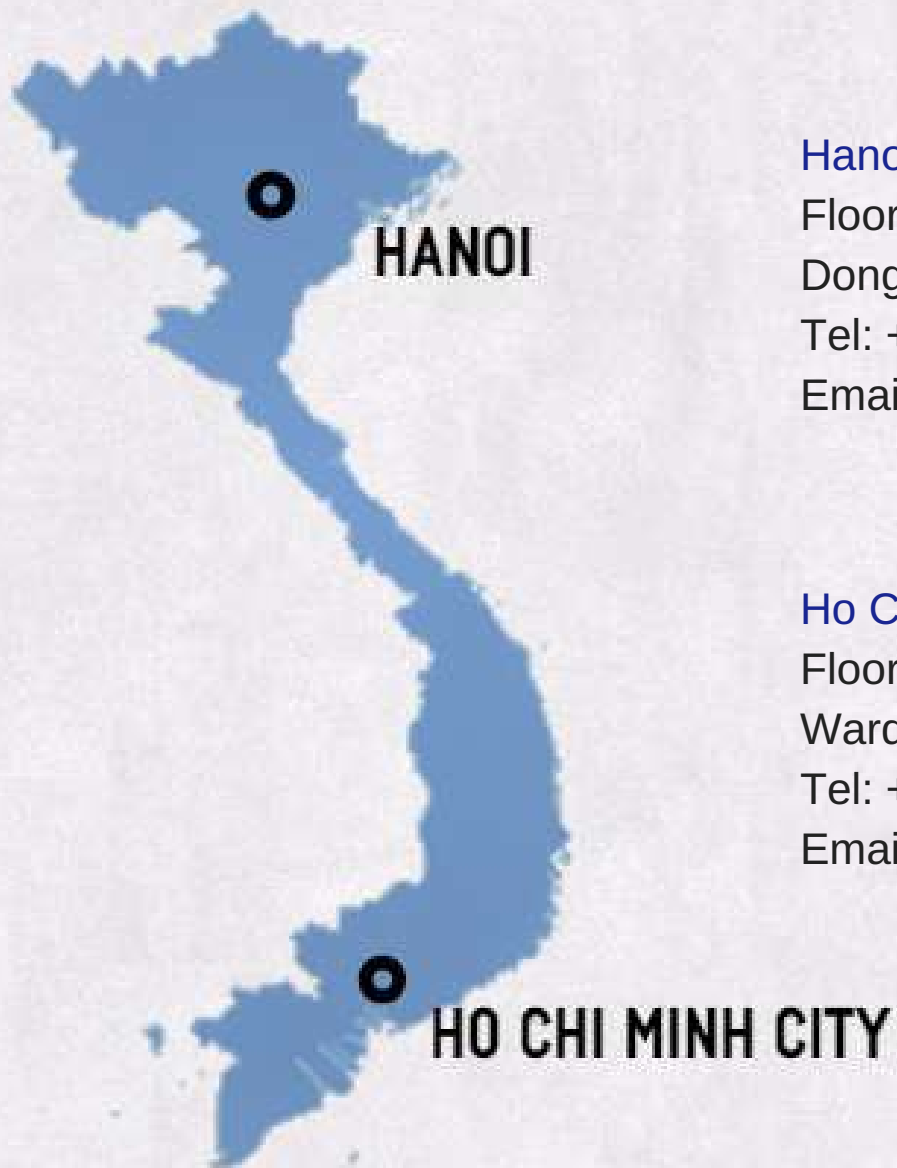 HANOI
HO CHI MINH CITY
Hano
Floor
Dong
Tel: +
Emai
Ho C
Floor
Ward
Tel: +
Emai